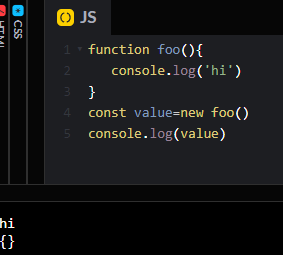 HTML
CSS
JS
1 function foo(){
2 console.log('hi')
3 }
4 const value=new foo()
5 console.log(value)
hi
{}